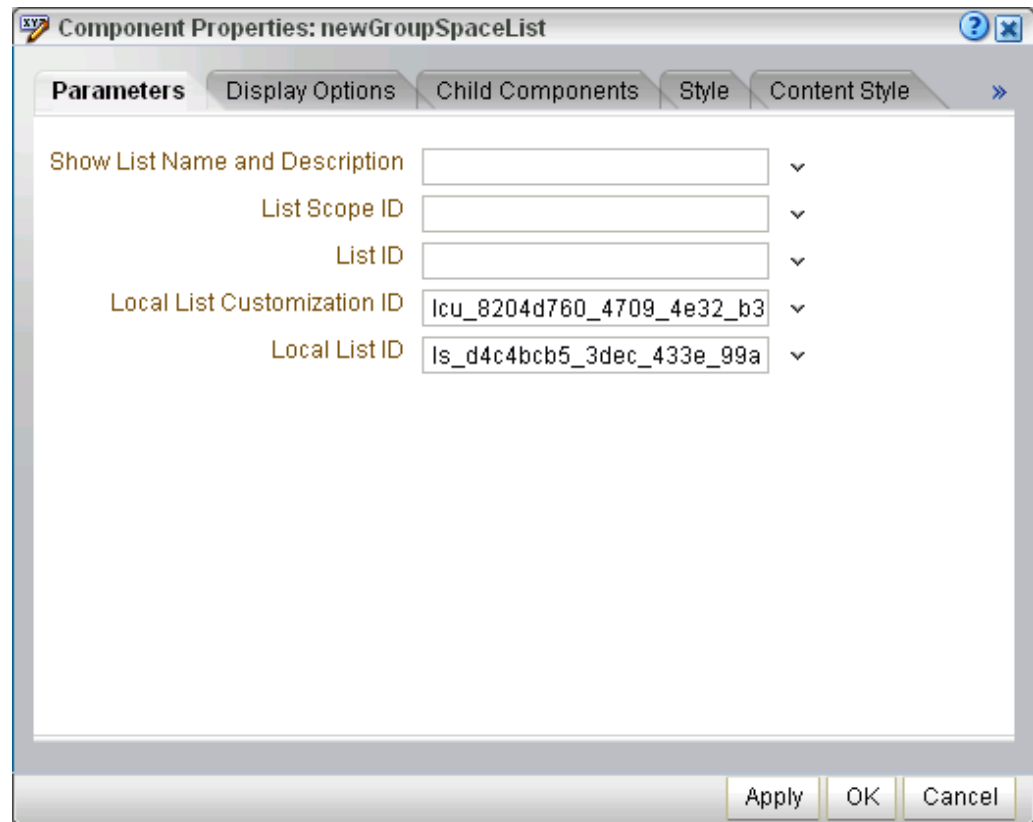 Component Properties: newGroupSpaceList
Parameters Display Options Child Components Style Content Style »
Show List Name and Description
List Scope ID
List ID
Local List Customization ID lcu_8204d760_4709_4e32_b3
Local List ID ls_d4c4bcb5_3dec_433e_99a
Apply OK Cancel